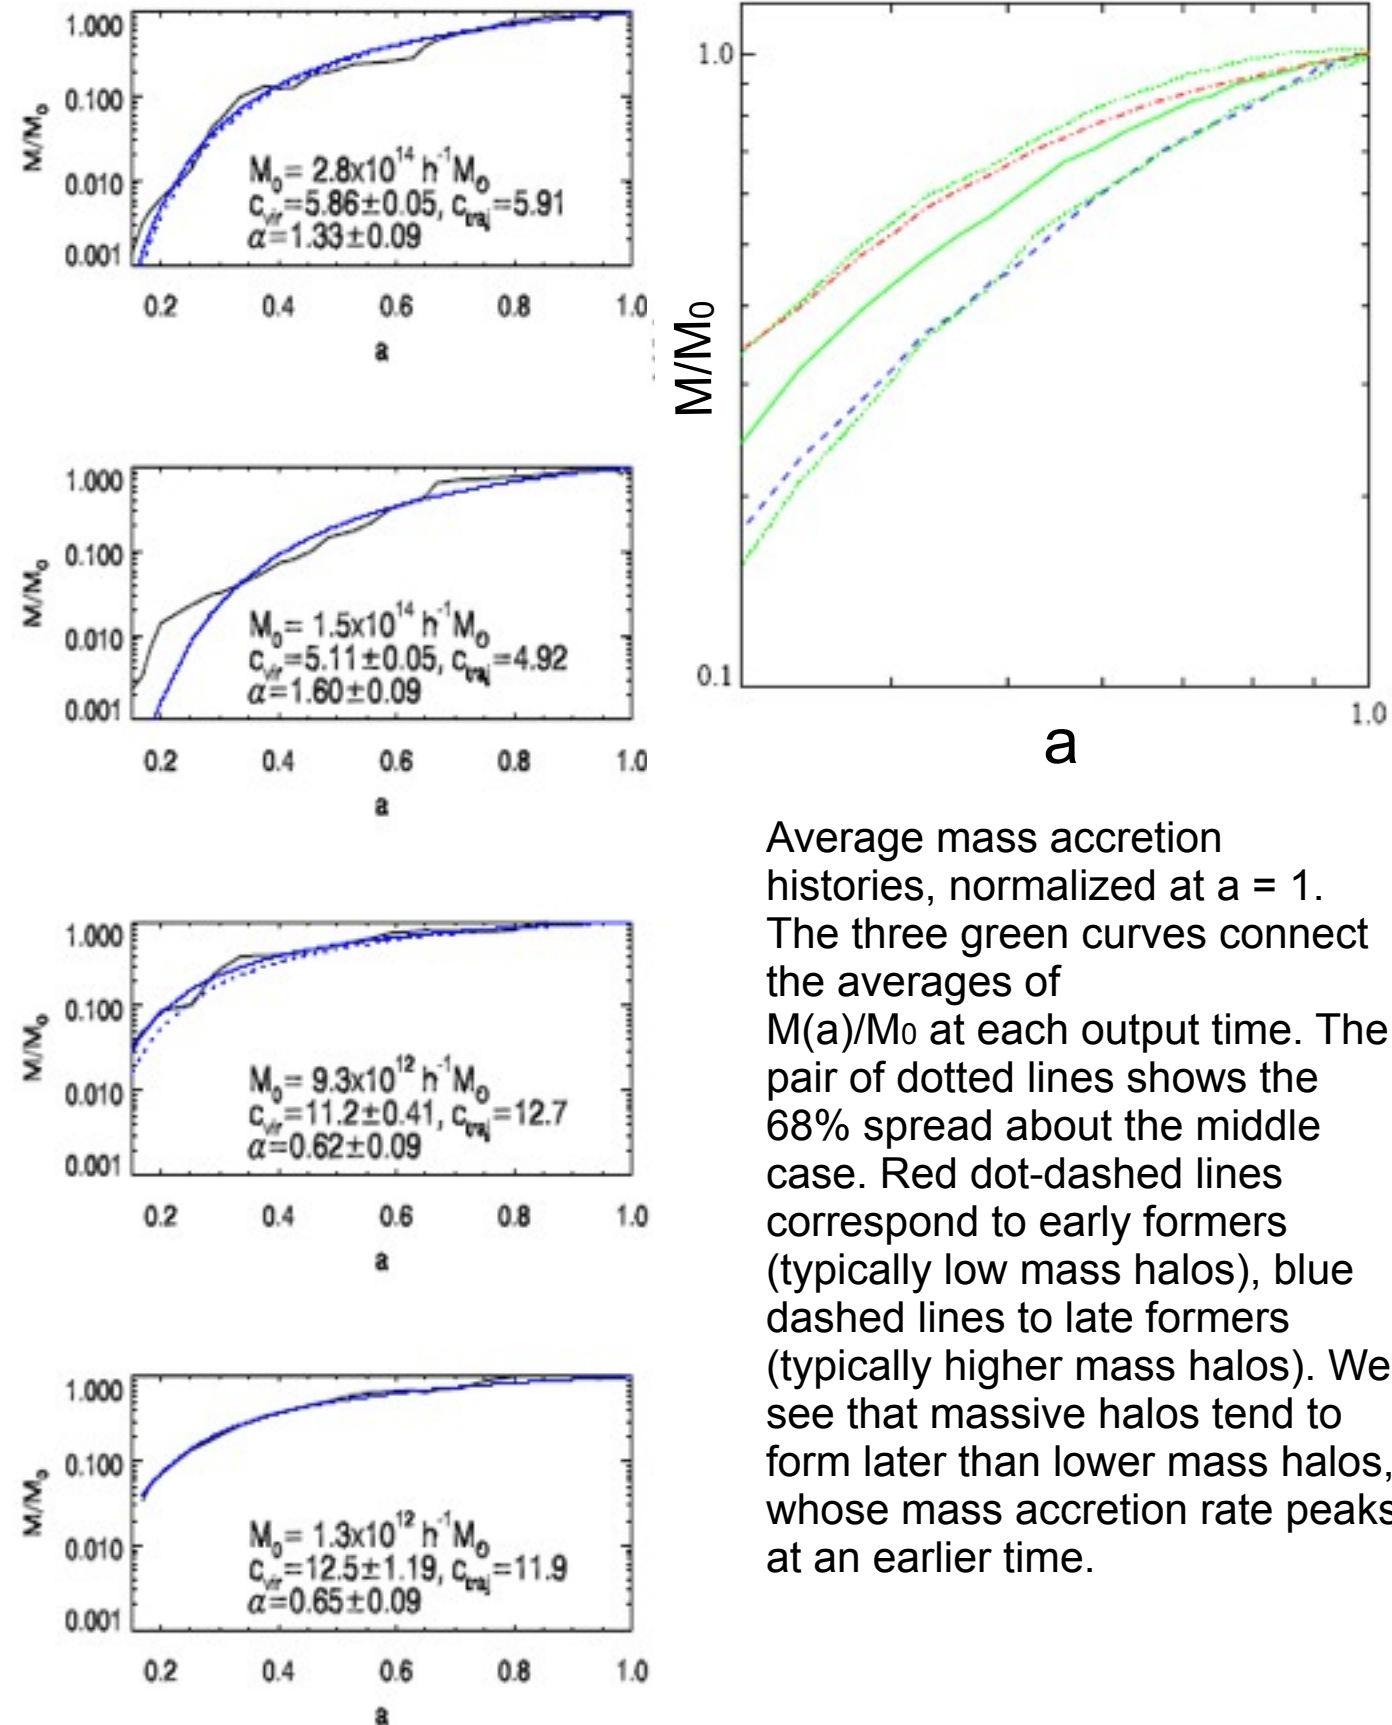 1.000
0.100
0.010
0.001
M/M₀
M₀= 2.8x10¹⁴ h⁻¹M⊙
c_vir=5.86±0.05, c_traj=5.91
α=1.33±0.09
0.2 0.4 0.6 0.8 1.0
a
1.000
0.100
0.010
0.001
M/M₀
M₀= 1.5x10¹⁴ h⁻¹M⊙
c_vir=5.11±0.05, c_traj=4.92
α=1.60±0.09
0.2 0.4 0.6 0.8 1.0
a
1.000
0.100
0.010
0.001
M/M₀
M₀= 9.3x10¹² h⁻¹M⊙
c_vir=11.2±0.41, c_traj=12.7
α=0.62±0.09
0.2 0.4 0.6 0.8 1.0
a
1.000
0.100
0.010
0.001
M/M₀
M₀= 1.3x10¹² h⁻¹M⊙
c_vir=12.5±1.19, c_traj=11.9
α=0.65±0.09
0.2 0.4 0.6 0.8 1.0
a
1.0
M/M0
0.1
1.0
a
Average mass accretion
histories, normalized at a = 1.
The three green curves connect
the averages of
M(a)/M0 at each output time. The
pair of dotted lines shows the
68% spread about the middle
case. Red dot-dashed lines
correspond to early formers
(typically low mass halos), blue
dashed lines to late formers
(typically higher mass halos). We
see that massive halos tend to
form later than lower mass halos,
whose mass accretion rate peaks
at an earlier time.